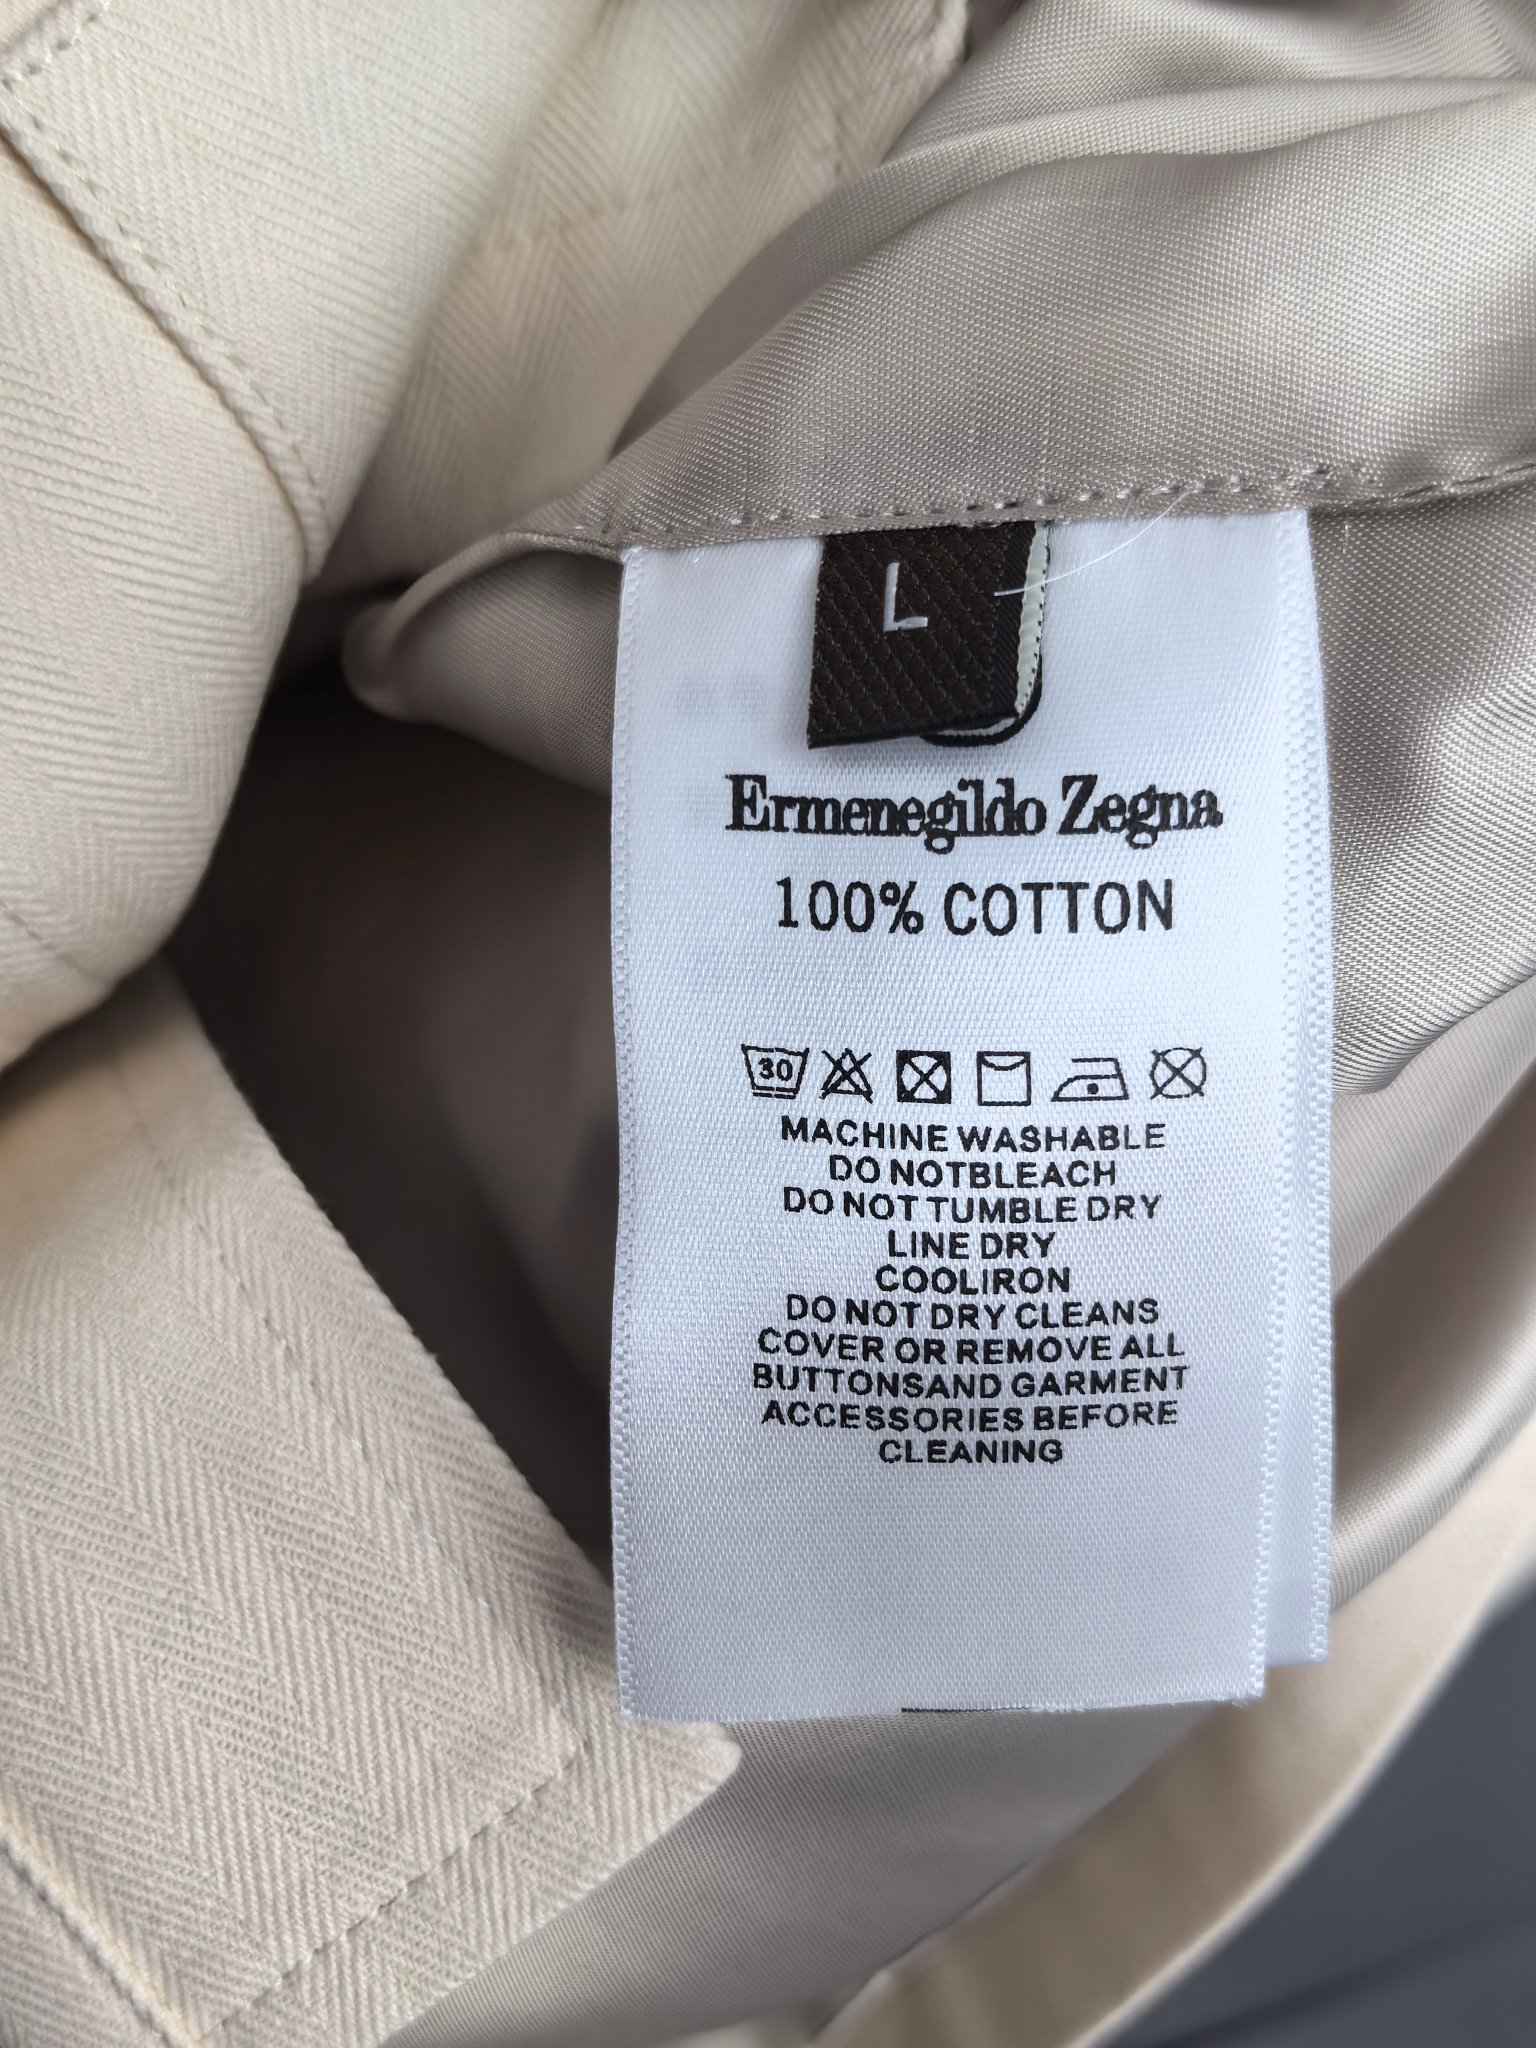 L
Ermenegildo Zegna
100% COTTON
30
MACHINE WASHABLE
DO NOTBLEACH
DO NOT TUMBLE DRY
LINE DRY
COOLIRON
DO NOT DRY CLEANS
COVER OR REMOVE ALL
BUTTONSAND GARMENT
ACCESSORIES BEFORE
CLEANING